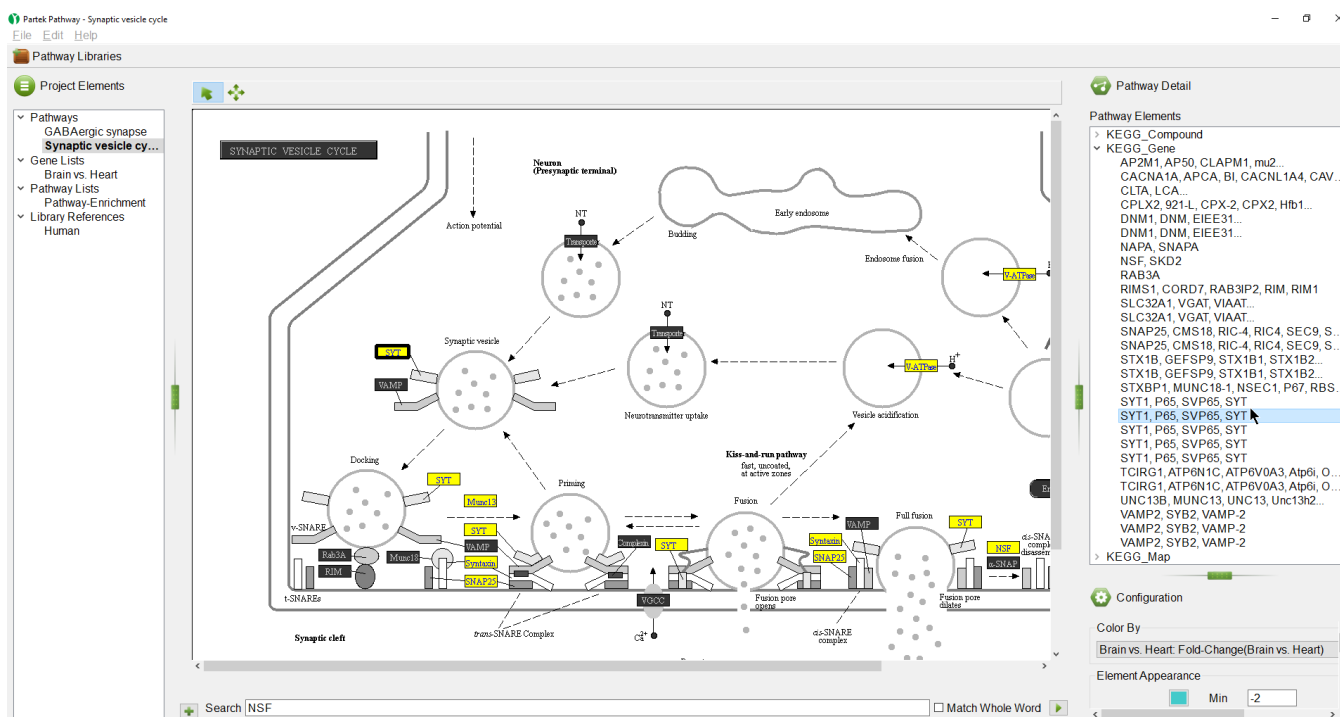 Partek Pathway - Synaptic vesicle cycle
File Edit Help
Pathway Libraries
Project Elements
Pathways
GABAergic synapse
Synaptic vesicle cy...
Gene Lists
Brain vs. Heart
Pathway Lists
Pathway-Enrichment
Library References
Human
SYNAPTIC VESICLE CYCLE
Neuron
(Presynaptic terminal)
Action potential
NT
Transporte
Budding
Early endosome
Endosome fusion
V-ATPase
Synaptic vesicle
SYT
VAMP
NT
Transporte
Neurotransmitter uptake
V-ATPase
H+
Vesicle acidification
Kiss-and-run pathway
fast, uncoated,
at active zones
Docking
SYT
Munc13
Priming
Fusion
Full fusion
v-SNARE
SYT
VAMP
Complexin
SYT
Syntaxin
SNAP25
VAMP
SYT
NSF
cis-SNA
comple
disassem
α-SNAP
Rab3A
RIM
Munc18
Syntaxin
SNAP25
t-SNAREs
VGCC
Ca2+
Fusion pore
opens
Fusion pore
dilates
trans-SNARE Complex
cis-SNARE
complex
Synaptic cleft
En
Search NSF
Match Whole Word
Pathway Detail
Pathway Elements
KEGG_Compound
KEGG_Gene
AP2M1, AP50, CLAPM1, mu2...
CACNA1A, APCA, BI, CACNL1A4, CAV...
CLTA, LCA...
CPLX2, 921-L, CPX-2, CPX2, Hfb1...
DNM1, DNM, EIEE31...
DNM1, DNM, EIEE31...
NAPA, SNAPA
NSF, SKD2
RAB3A
RIMS1, CORD7, RAB3IP2, RIM, RIM1
SLC32A1, VGAT, VIAAT...
SLC32A1, VGAT, VIAAT...
SNAP25, CMS18, RIC-4, RIC4, SEC9, S...
SNAP25, CMS18, RIC-4, RIC4, SEC9, S...
STX1B, GEFSP9, STX1B1, STX1B2...
STX1B, GEFSP9, STX1B1, STX1B2...
STXBP1, MUNC18-1, NSEC1, P67, RBS...
SYT1, P65, SVP65, SYT
SYT1, P65, SVP65, SYT
SYT1, P65, SVP65, SYT
SYT1, P65, SVP65, SYT
SYT1, P65, SVP65, SYT
TCIRG1, ATP6N1C, ATP6V0A3, Atp6i, O...
TCIRG1, ATP6N1C, ATP6V0A3, Atp6i, O...
UNC13B, MUNC13, UNC13, Unc13h2...
VAMP2, SYB2, VAMP-2
VAMP2, SYB2, VAMP-2
VAMP2, SYB2, VAMP-2
KEGG_Map
Configuration
Color By
Brain vs. Heart: Fold-Change(Brain vs. Heart)
Element Appearance
Min -2